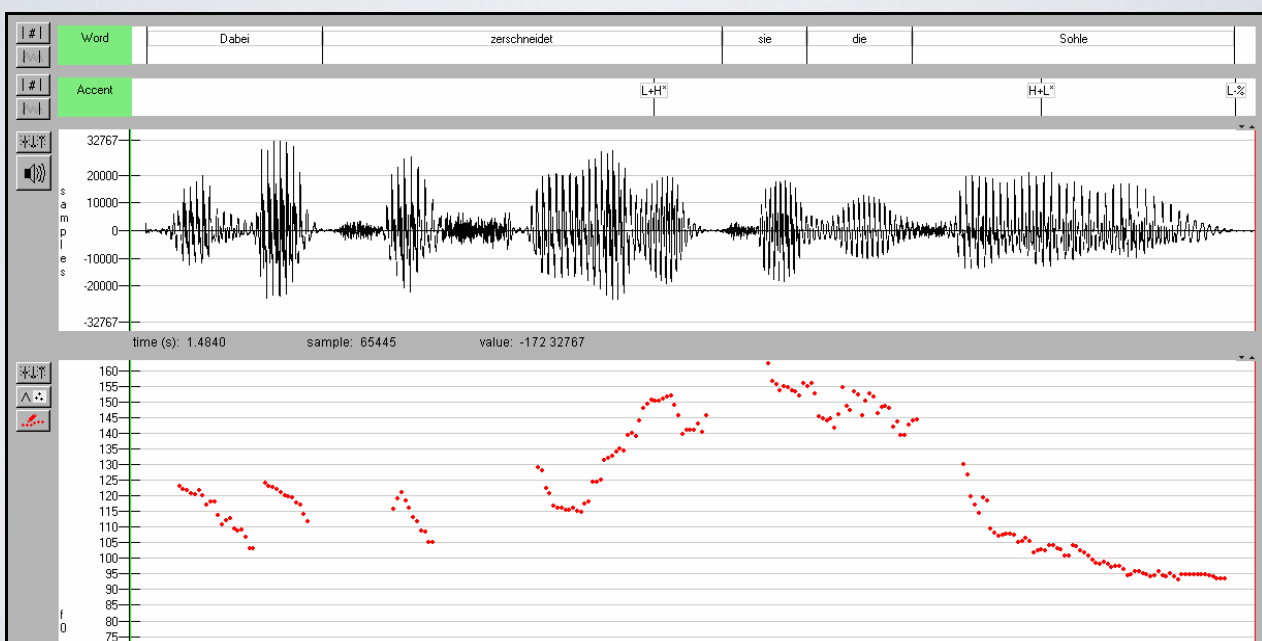 |#|
Word
Dabei
zerschneidet
sie
die
Sohle
|#|
Accent
L+H*
H+L*
L-%
32767
20000
10000
0
-10000
-20000
-32767
samples
time (s): 1.4840
sample: 65445
value: -172 32767
160
155
150
145
140
135
130
125
120
115
110
105
100
95
90
85
80
75
f0